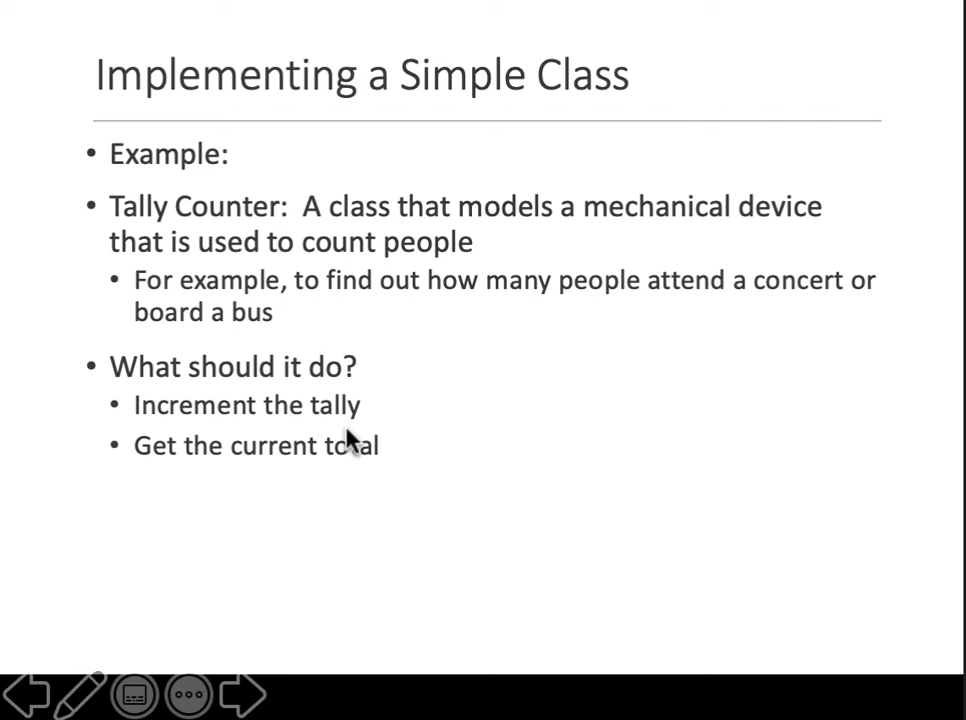 Implementing a Simple Class
• Example:
• Tally Counter: A class that models a mechanical device
that is used to count people
• For example, to find out how many people attend a concert or
board a bus
• What should it do?
• Increment the tally
• Get the current total